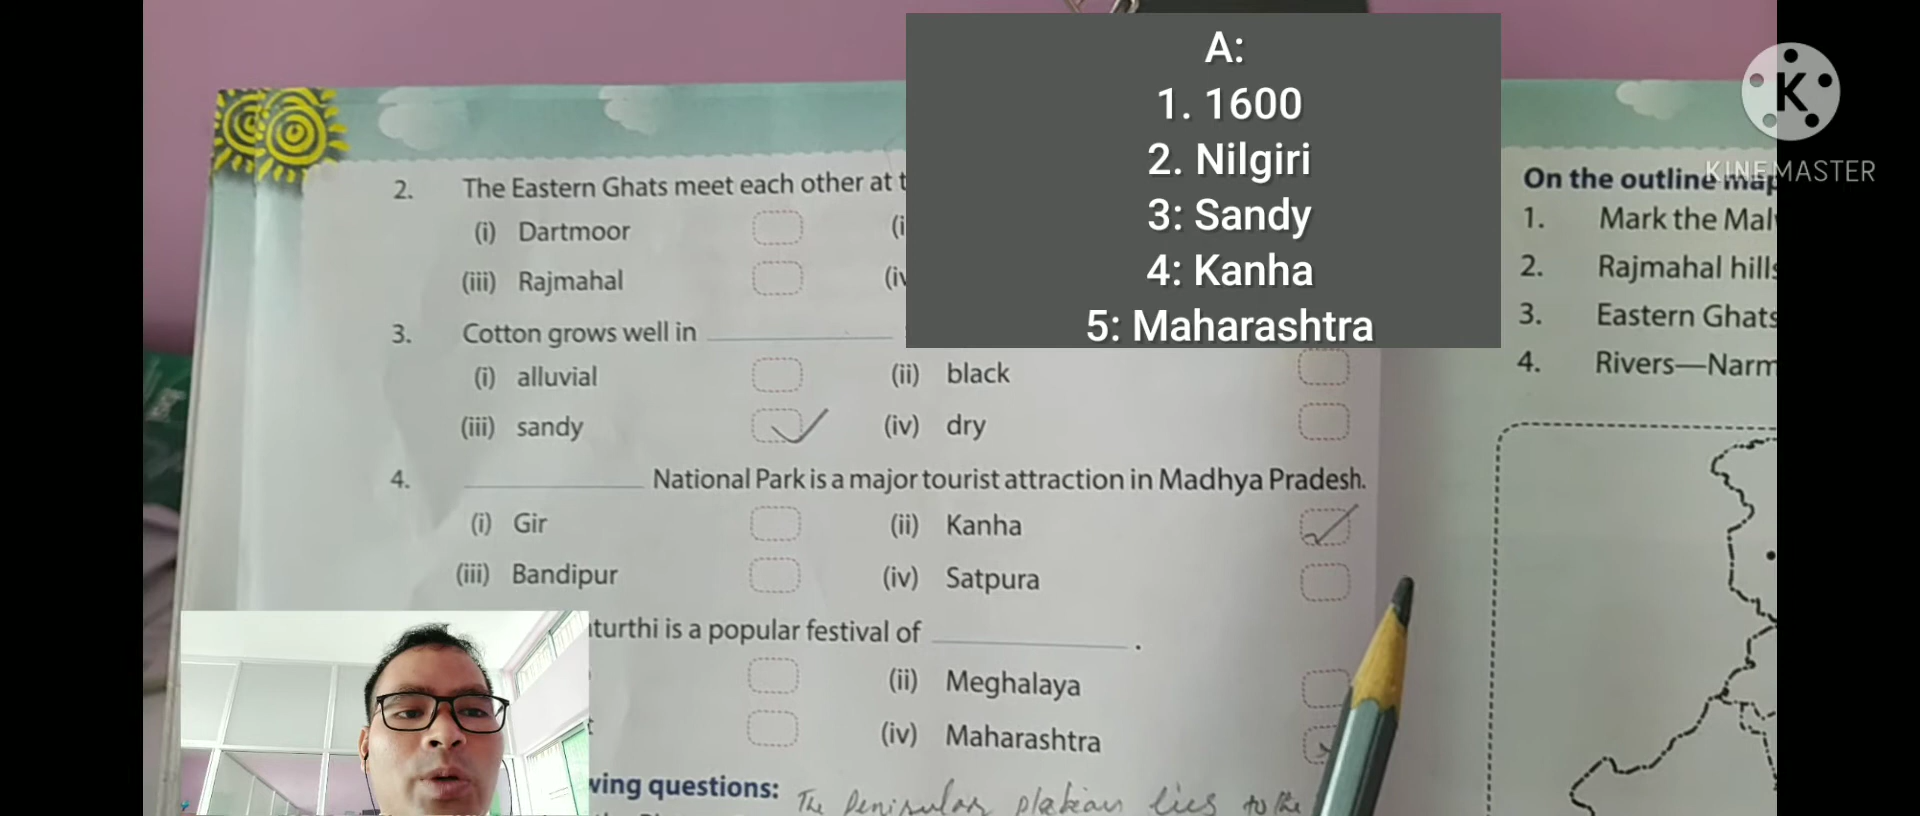 A:
1. 1600
2. Nilgiri
3: Sandy
4: Kanha
5: Maharashtra
K
KINEMASTER
2. The Eastern Ghats meet each other at t
(i) Dartmoor (i
(iii) Rajmahal (iv
3. Cotton grows well in
(i) alluvial (ii) black
(iii) sandy (iv) dry
4. National Park is a major tourist attraction in Madhya Pradesh.
(i) Gir (ii) Kanha
(iii) Bandipur (iv) Satpura
turthi is a popular festival of .
(ii) Meghalaya
(iv) Maharashtra
wing questions:
The Peninsular plateau lies to the
On the outline map
1. Mark the Mal
2. Rajmahal hills
3. Eastern Ghats
4. Rivers—Narm